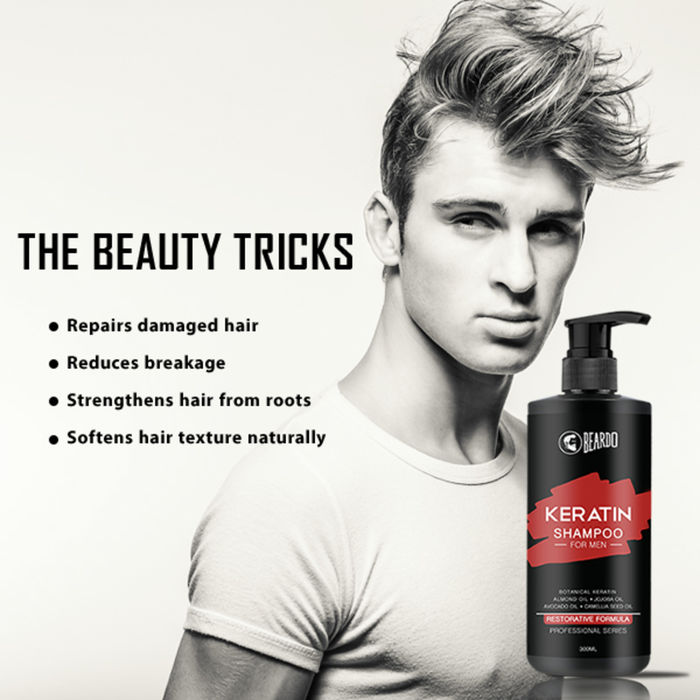 THE BEAUTY TRICKS
Repairs damaged hair
Reduces breakage
Strengthens hair from roots
Softens hair texture naturally
BEARDO
KERATIN
SHAMPOO
FOR MEN
BOTANICAL KERATIN
ALMOND OIL • JOJOBA OIL
AVOCADO OIL • CAMELLIA SEED OIL
RESTORATIVE FORMULA
PROFESSIONAL SERIES
300ML